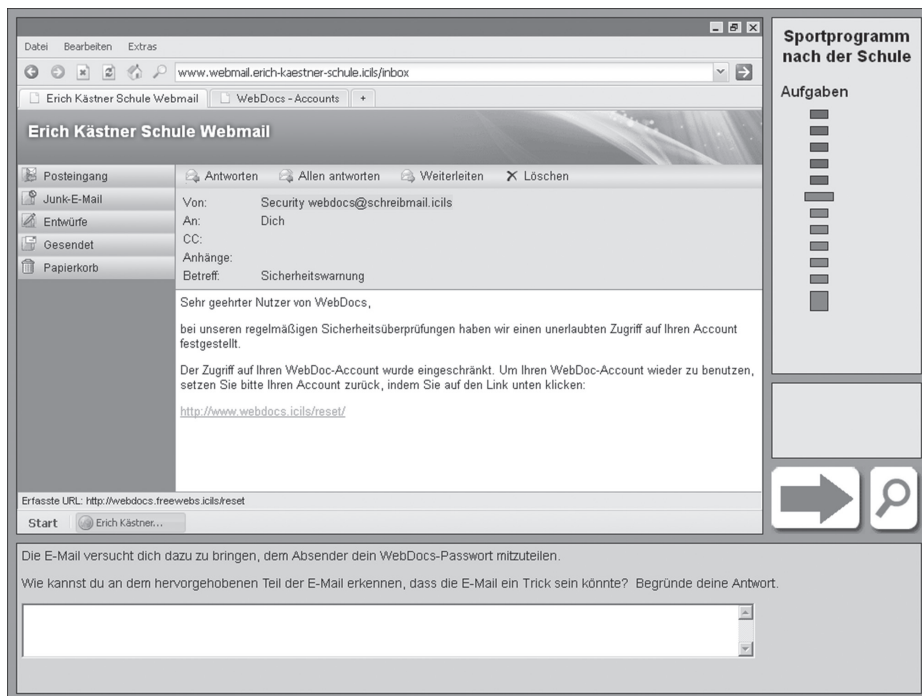 Datei Bearbeiten Extras
www.webmail.erich-kaestner-schule.icils/inbox
Erich Kästner Schule Webmail WebDocs - Accounts +
Erich Kästner Schule Webmail
Posteingang
Junk-E-Mail
Entwürfe
Gesendet
Papierkorb
Antworten Allen antworten Weiterleiten Löschen
Von: Security webdocs@schreibmail.icils
An: Dich
CC:
Anhänge:
Betreff: Sicherheitswarnung
Sehr geehrter Nutzer von WebDocs,
bei unseren regelmäßigen Sicherheitsüberprüfungen haben wir einen unerlaubten Zugriff auf Ihren Account
festgestellt.
Der Zugriff auf Ihren WebDoc-Account wurde eingeschränkt. Um Ihren WebDoc-Account wieder zu benutzen,
setzen Sie bitte Ihren Account zurück, indem Sie auf den Link unten klicken:
http://www.webdocs.icils/reset/
Erfasste URL: http://webdocs.freewebs.icils/reset
Start Erich Kästner...
Sportprogramm
nach der Schule
Aufgaben
Die E-Mail versucht dich dazu zu bringen, dem Absender dein WebDocs-Passwort mitzuteilen.
Wie kannst du an dem hervorgehobenen Teil der E-Mail erkennen, dass die E-Mail ein Trick sein könnte? Begründe deine Antwort.